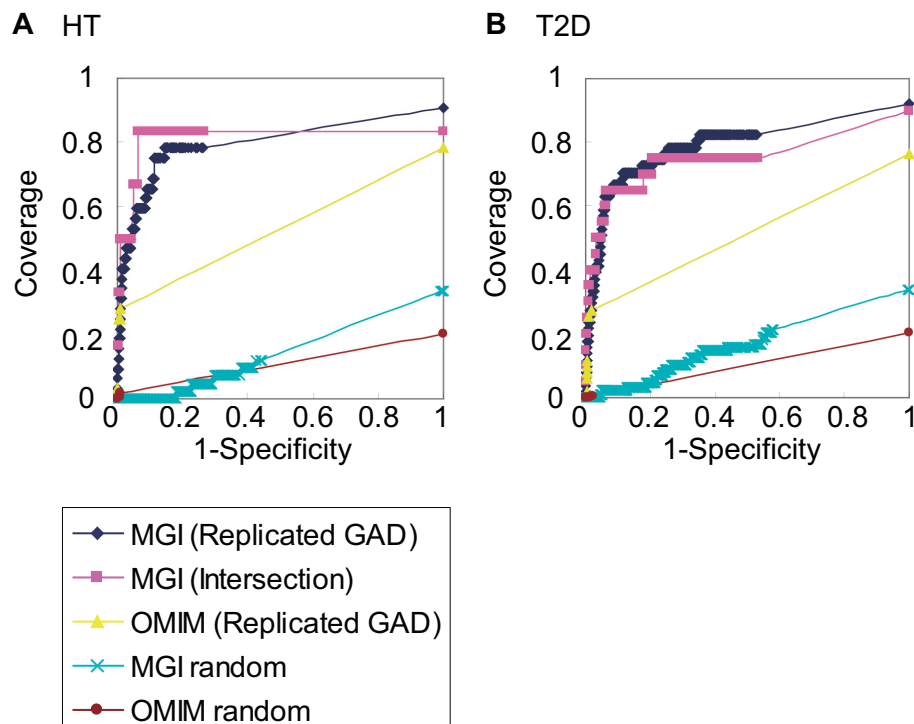 A HT
B T2D
1
0.8
0.6
0.4
0.2
0
Coverage
0 0.2 0.4 0.6 0.8 1
1-Specificity
1
0.8
0.6
0.4
0.2
0
Coverage
0 0.2 0.4 0.6 0.8 1
1-Specificity
MGI (Replicated GAD)
MGI (Intersection)
OMIM (Replicated GAD)
MGI random
OMIM random